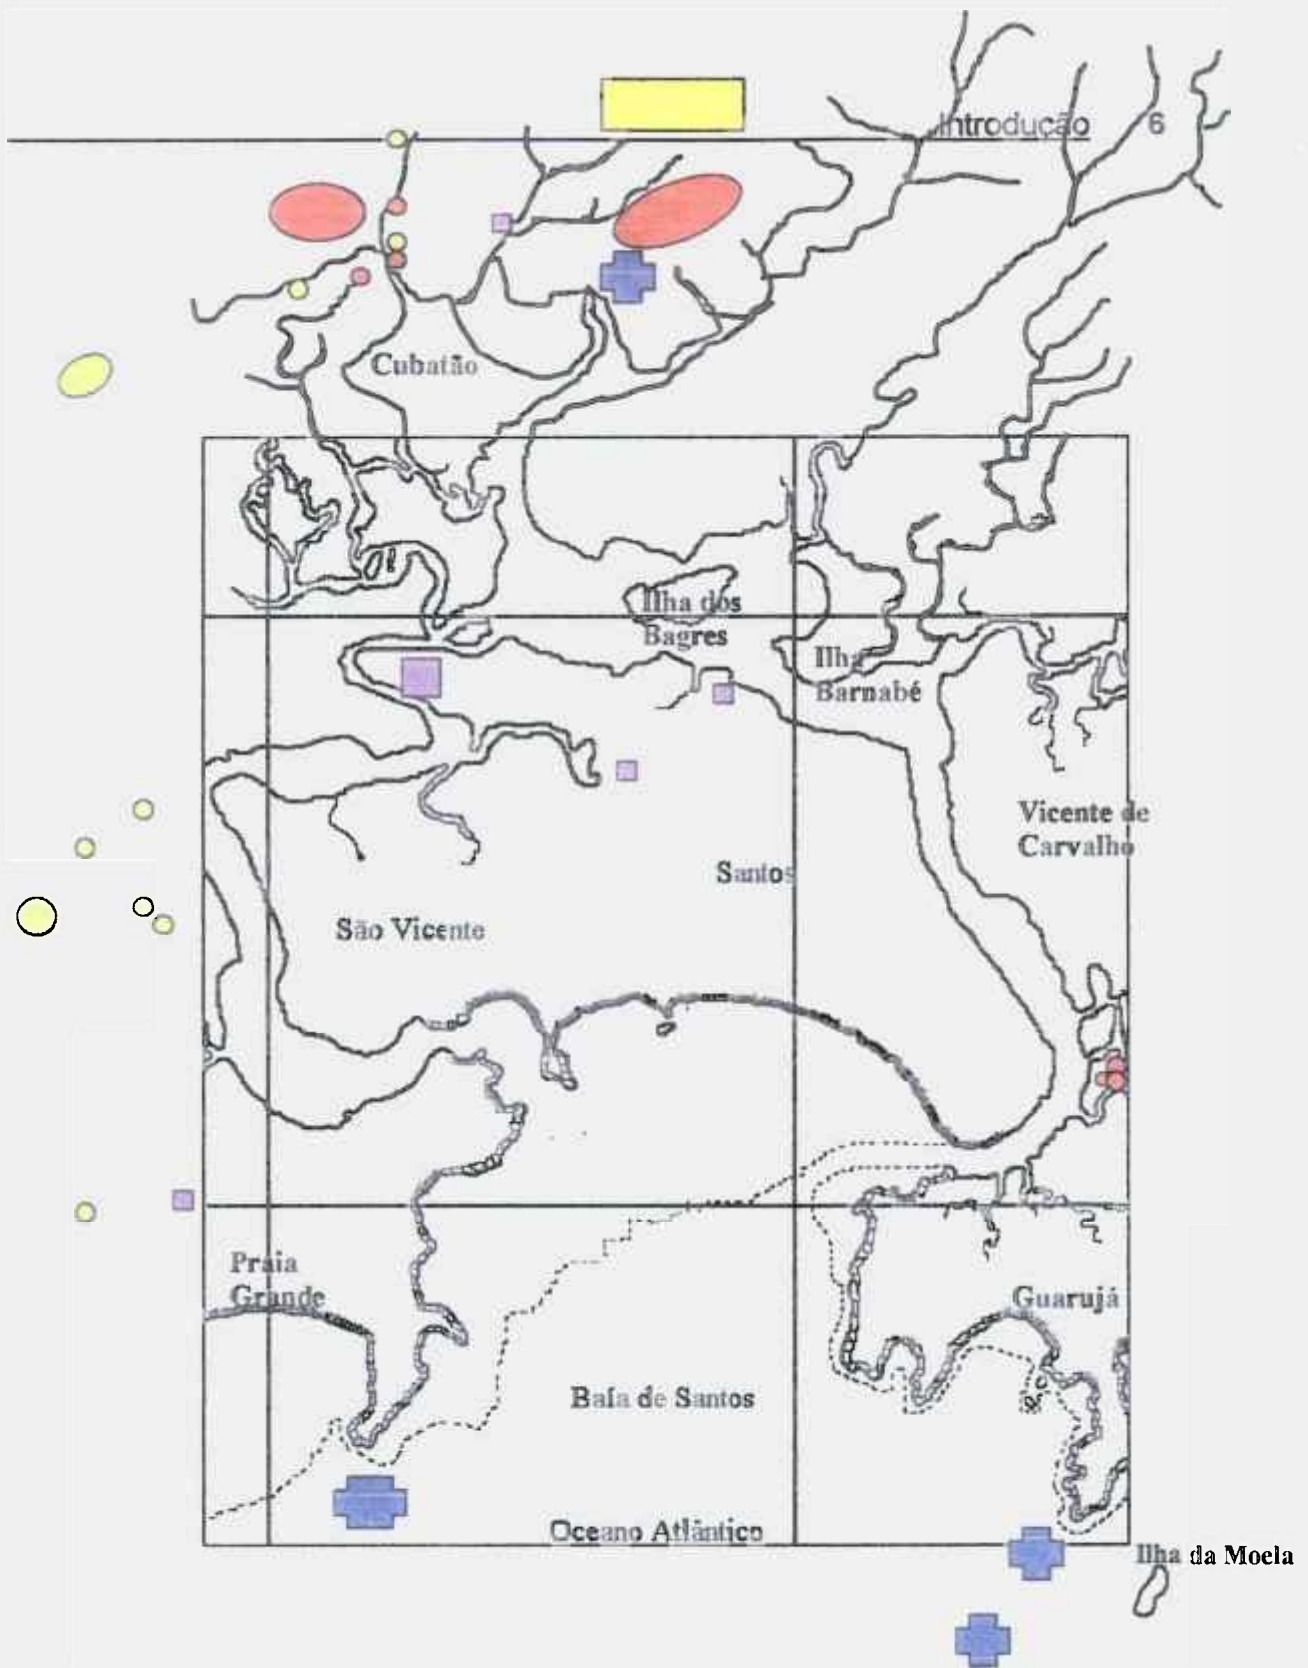 Introdução 6
Cubatão
Ilha dos
Bagres
Ilha
Barnabé
Vicente de
Carvalho
Santos
São Vicente
Praia
Grande
Guarujá
Baía de Santos
Oceano Atlântico
Ilha da Moela